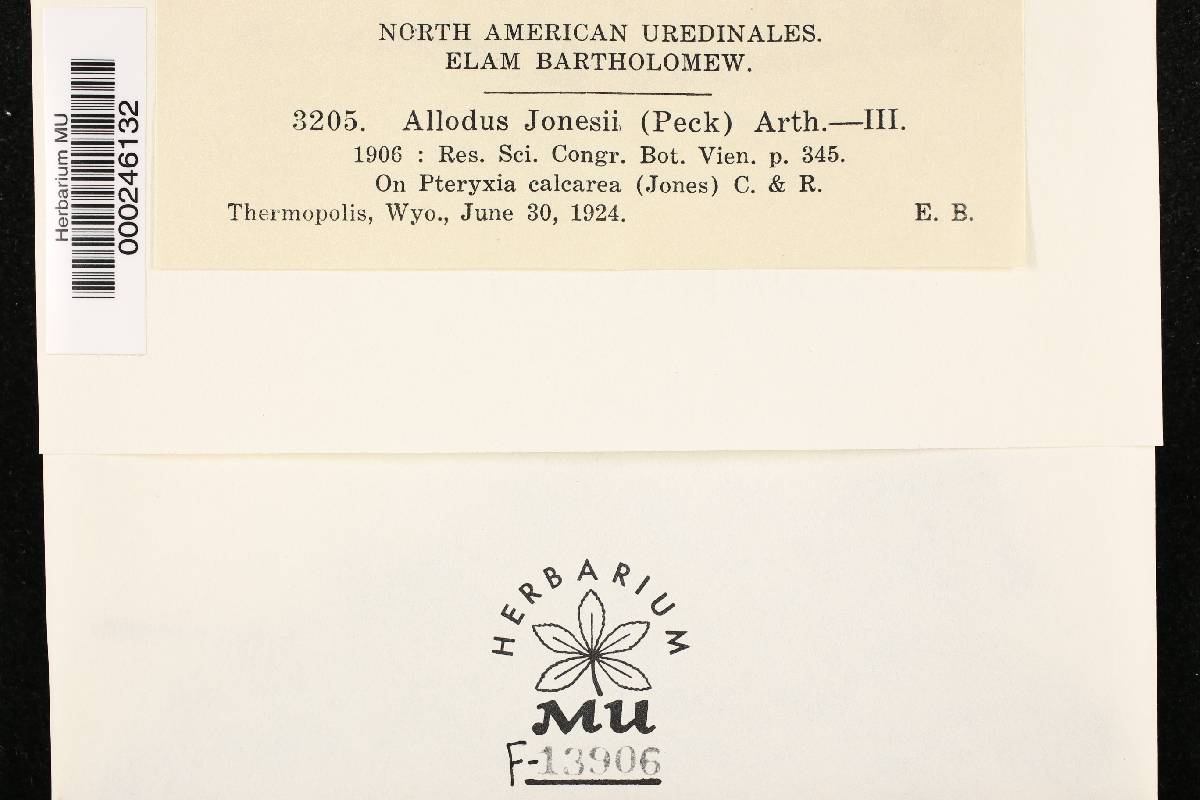 NORTH AMERICAN UREDINALES.
ELAM BARTHOLOMEW.
3205. Allodus Jonesii (Peck) Arth.—III.
1906 : Res. Sci. Congr. Bot. Vien. p. 345.
On Pteryxia calcarea (Jones) C. & R.
Thermopolis, Wyo., June 30, 1924. E. B.
Herbarium MU
000246132
HERBARIUM
MU
F-13906